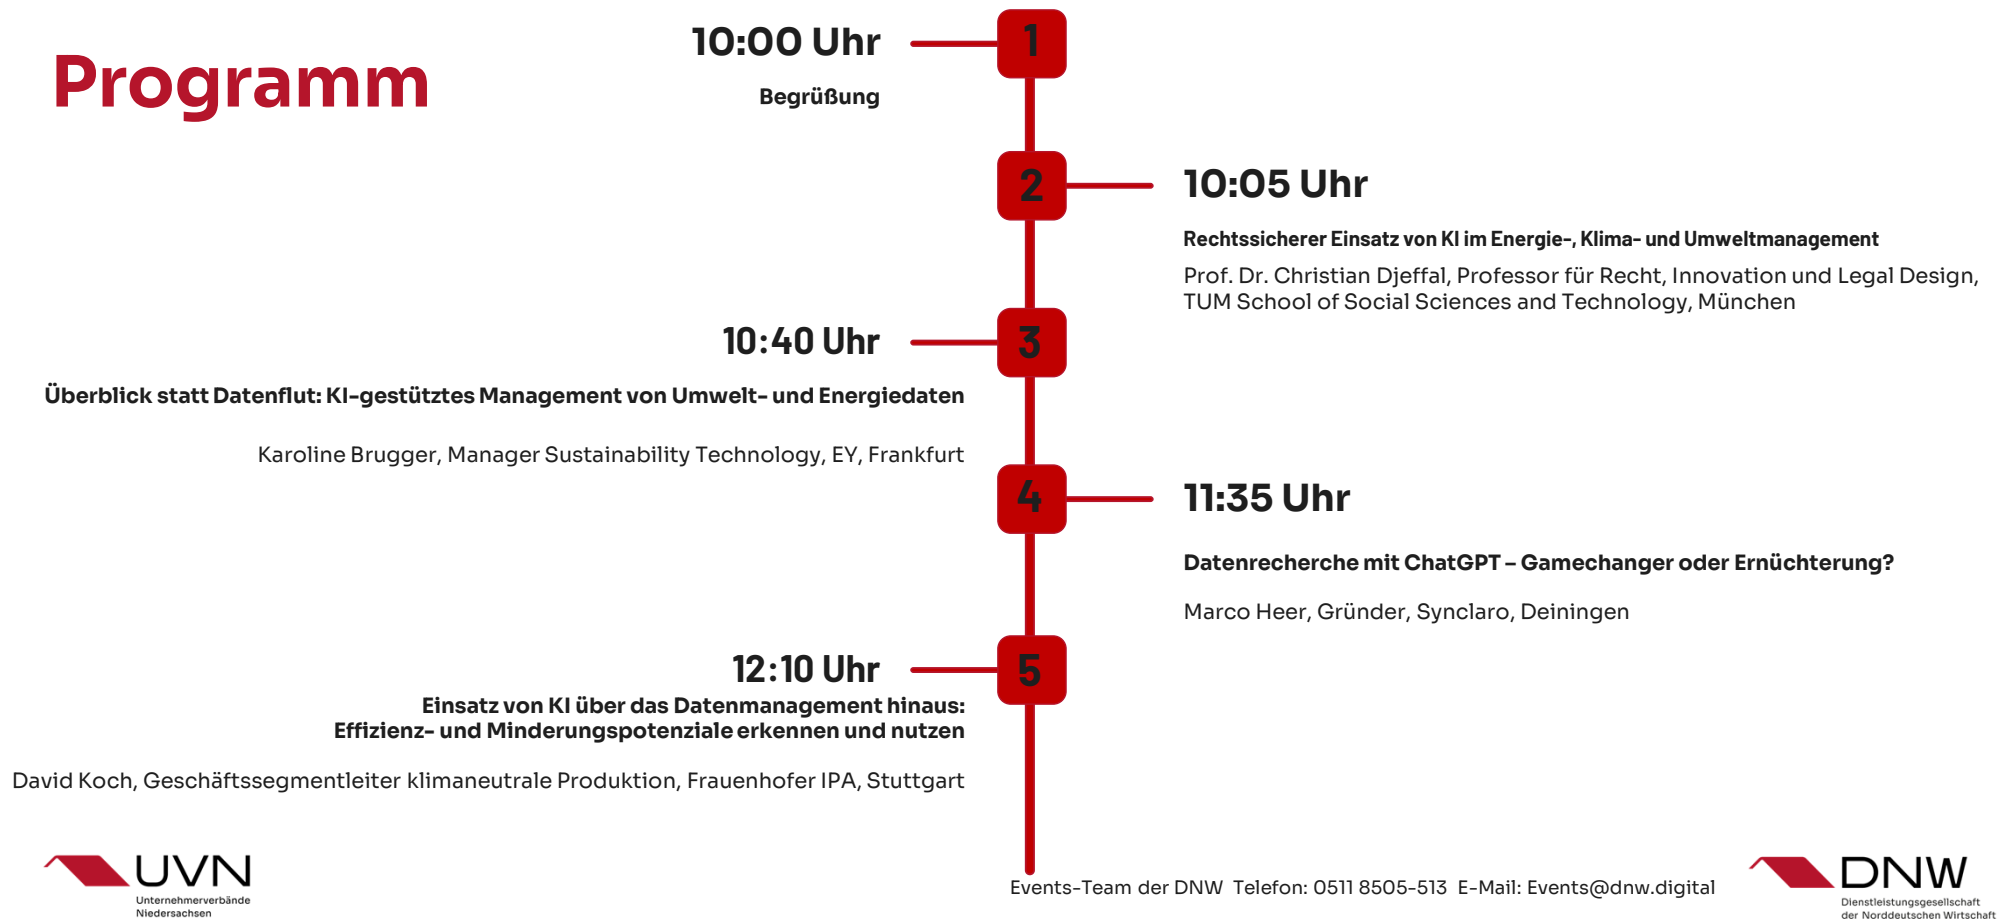 Programm
10:00 Uhr
1
Begrüßung
2
10:05 Uhr
Rechtssicherer Einsatz von KI im Energie-, Klima- und Umweltmanagement
Prof. Dr. Christian Djeffal, Professor für Recht, Innovation und Legal Design,
TUM School of Social Sciences and Technology, München
10:40 Uhr
3
Überblick statt Datenflut: KI-gestütztes Management von Umwelt- und Energiedaten
Karoline Brugger, Manager Sustainability Technology, EY, Frankfurt
4
11:35 Uhr
Datenrecherche mit ChatGPT – Gamechanger oder Ernüchterung?
Marco Heer, Gründer, Synclaro, Deiningen
12:10 Uhr
5
Einsatz von KI über das Datenmanagement hinaus:
Effizienz- und Minderungspotenziale erkennen und nutzen
David Koch, Geschäftssegmentleiter klimaneutrale Produktion, Frauenhofer IPA, Stuttgart
UVN
Unternehmerverbände
Niedersachsen
Events-Team der DNW Telefon: 0511 8505-513 E-Mail: Events@dnw.digital
DNW
Dienstleistungsgesellschaft
der Norddeutschen Wirtschaft